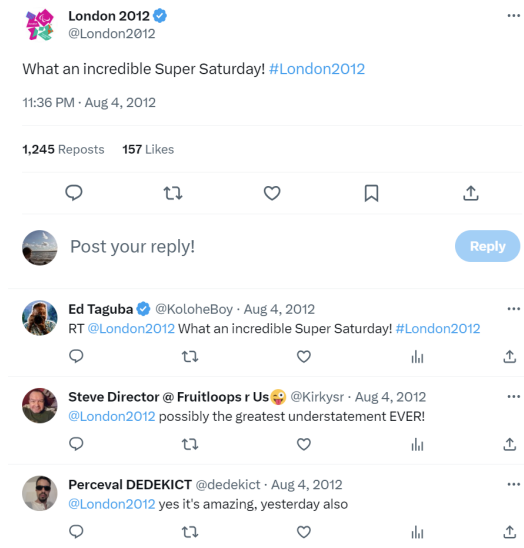 London 2012
@London2012
What an incredible Super Saturday! #London2012
11:36 PM · Aug 4, 2012
1,245 Reposts 157 Likes
Post your reply!
Reply
Ed Taguba @KoloheBoy · Aug 4, 2012
RT @London2012 What an incredible Super Saturday! #London2012
Steve Director @ Fruitloops r Us😜 @Kirkysr · Aug 4, 2012
@London2012 possibly the greatest understatement EVER!
Perceval DEDEKICT @dedekict · Aug 4, 2012
@London2012 yes it's amazing, yesterday also